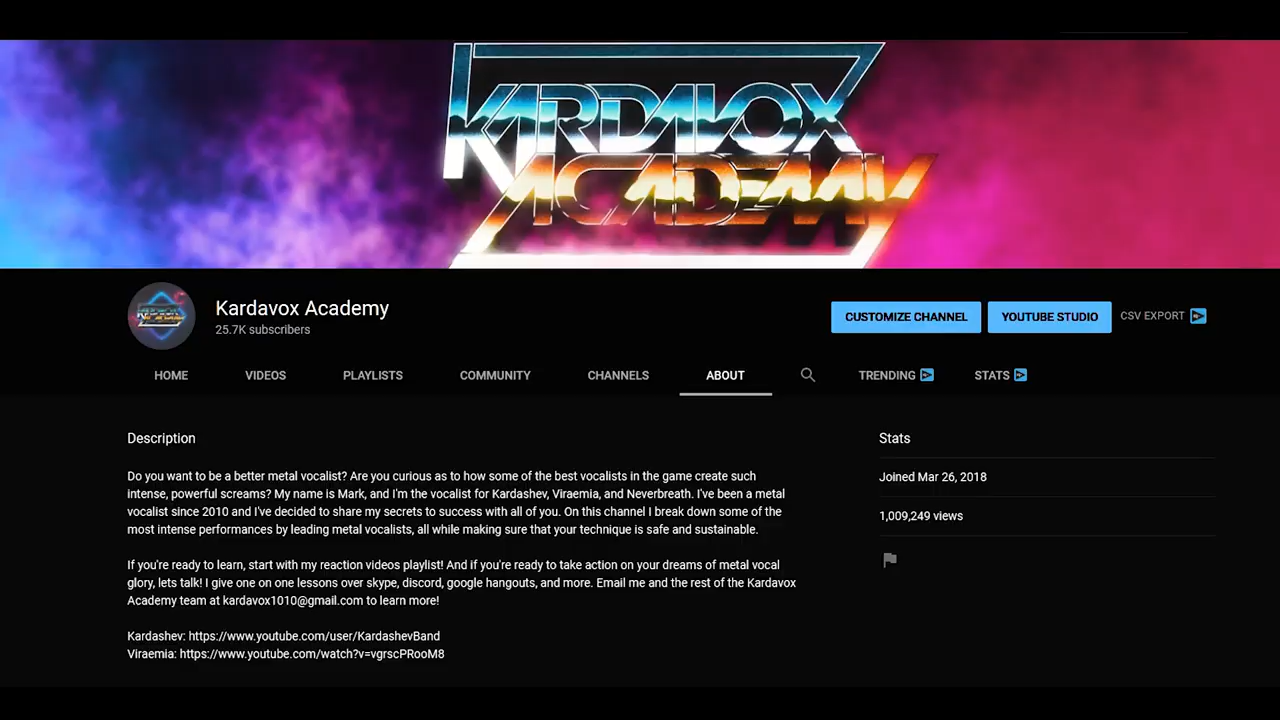 KARDAVOX
ACADEMY
Kardavox Academy
25.7K subscribers
CUSTOMIZE CHANNEL
YOUTUBE STUDIO
CSV EXPORT
HOME
VIDEOS
PLAYLISTS
COMMUNITY
CHANNELS
ABOUT
TRENDING
STATS
Description
Do you want to be a better metal vocalist? Are you curious as to how some of the best vocalists in the game create such
intense, powerful screams? My name is Mark, and I'm the vocalist for Kardashev, Viraemia, and Neverbreath. I've been a metal
vocalist since 2010 and I've decided to share my secrets to success with all of you. On this channel I break down some of the
most intense performances by leading metal vocalists, all while making sure that your technique is safe and sustainable.
If you're ready to learn, start with my reaction videos playlist! And if you're ready to take action on your dreams of metal vocal
glory, lets talk! I give one on one lessons over skype, discord, google hangouts, and more. Email me and the rest of the Kardavox
Academy team at kardavox1010@gmail.com to learn more!
Kardashev: https://www.youtube.com/user/KardashevBand
Viraemia: https://www.youtube.com/watch?v=vgrscPRooM8
Stats
Joined Mar 26, 2018
1,009,249 views